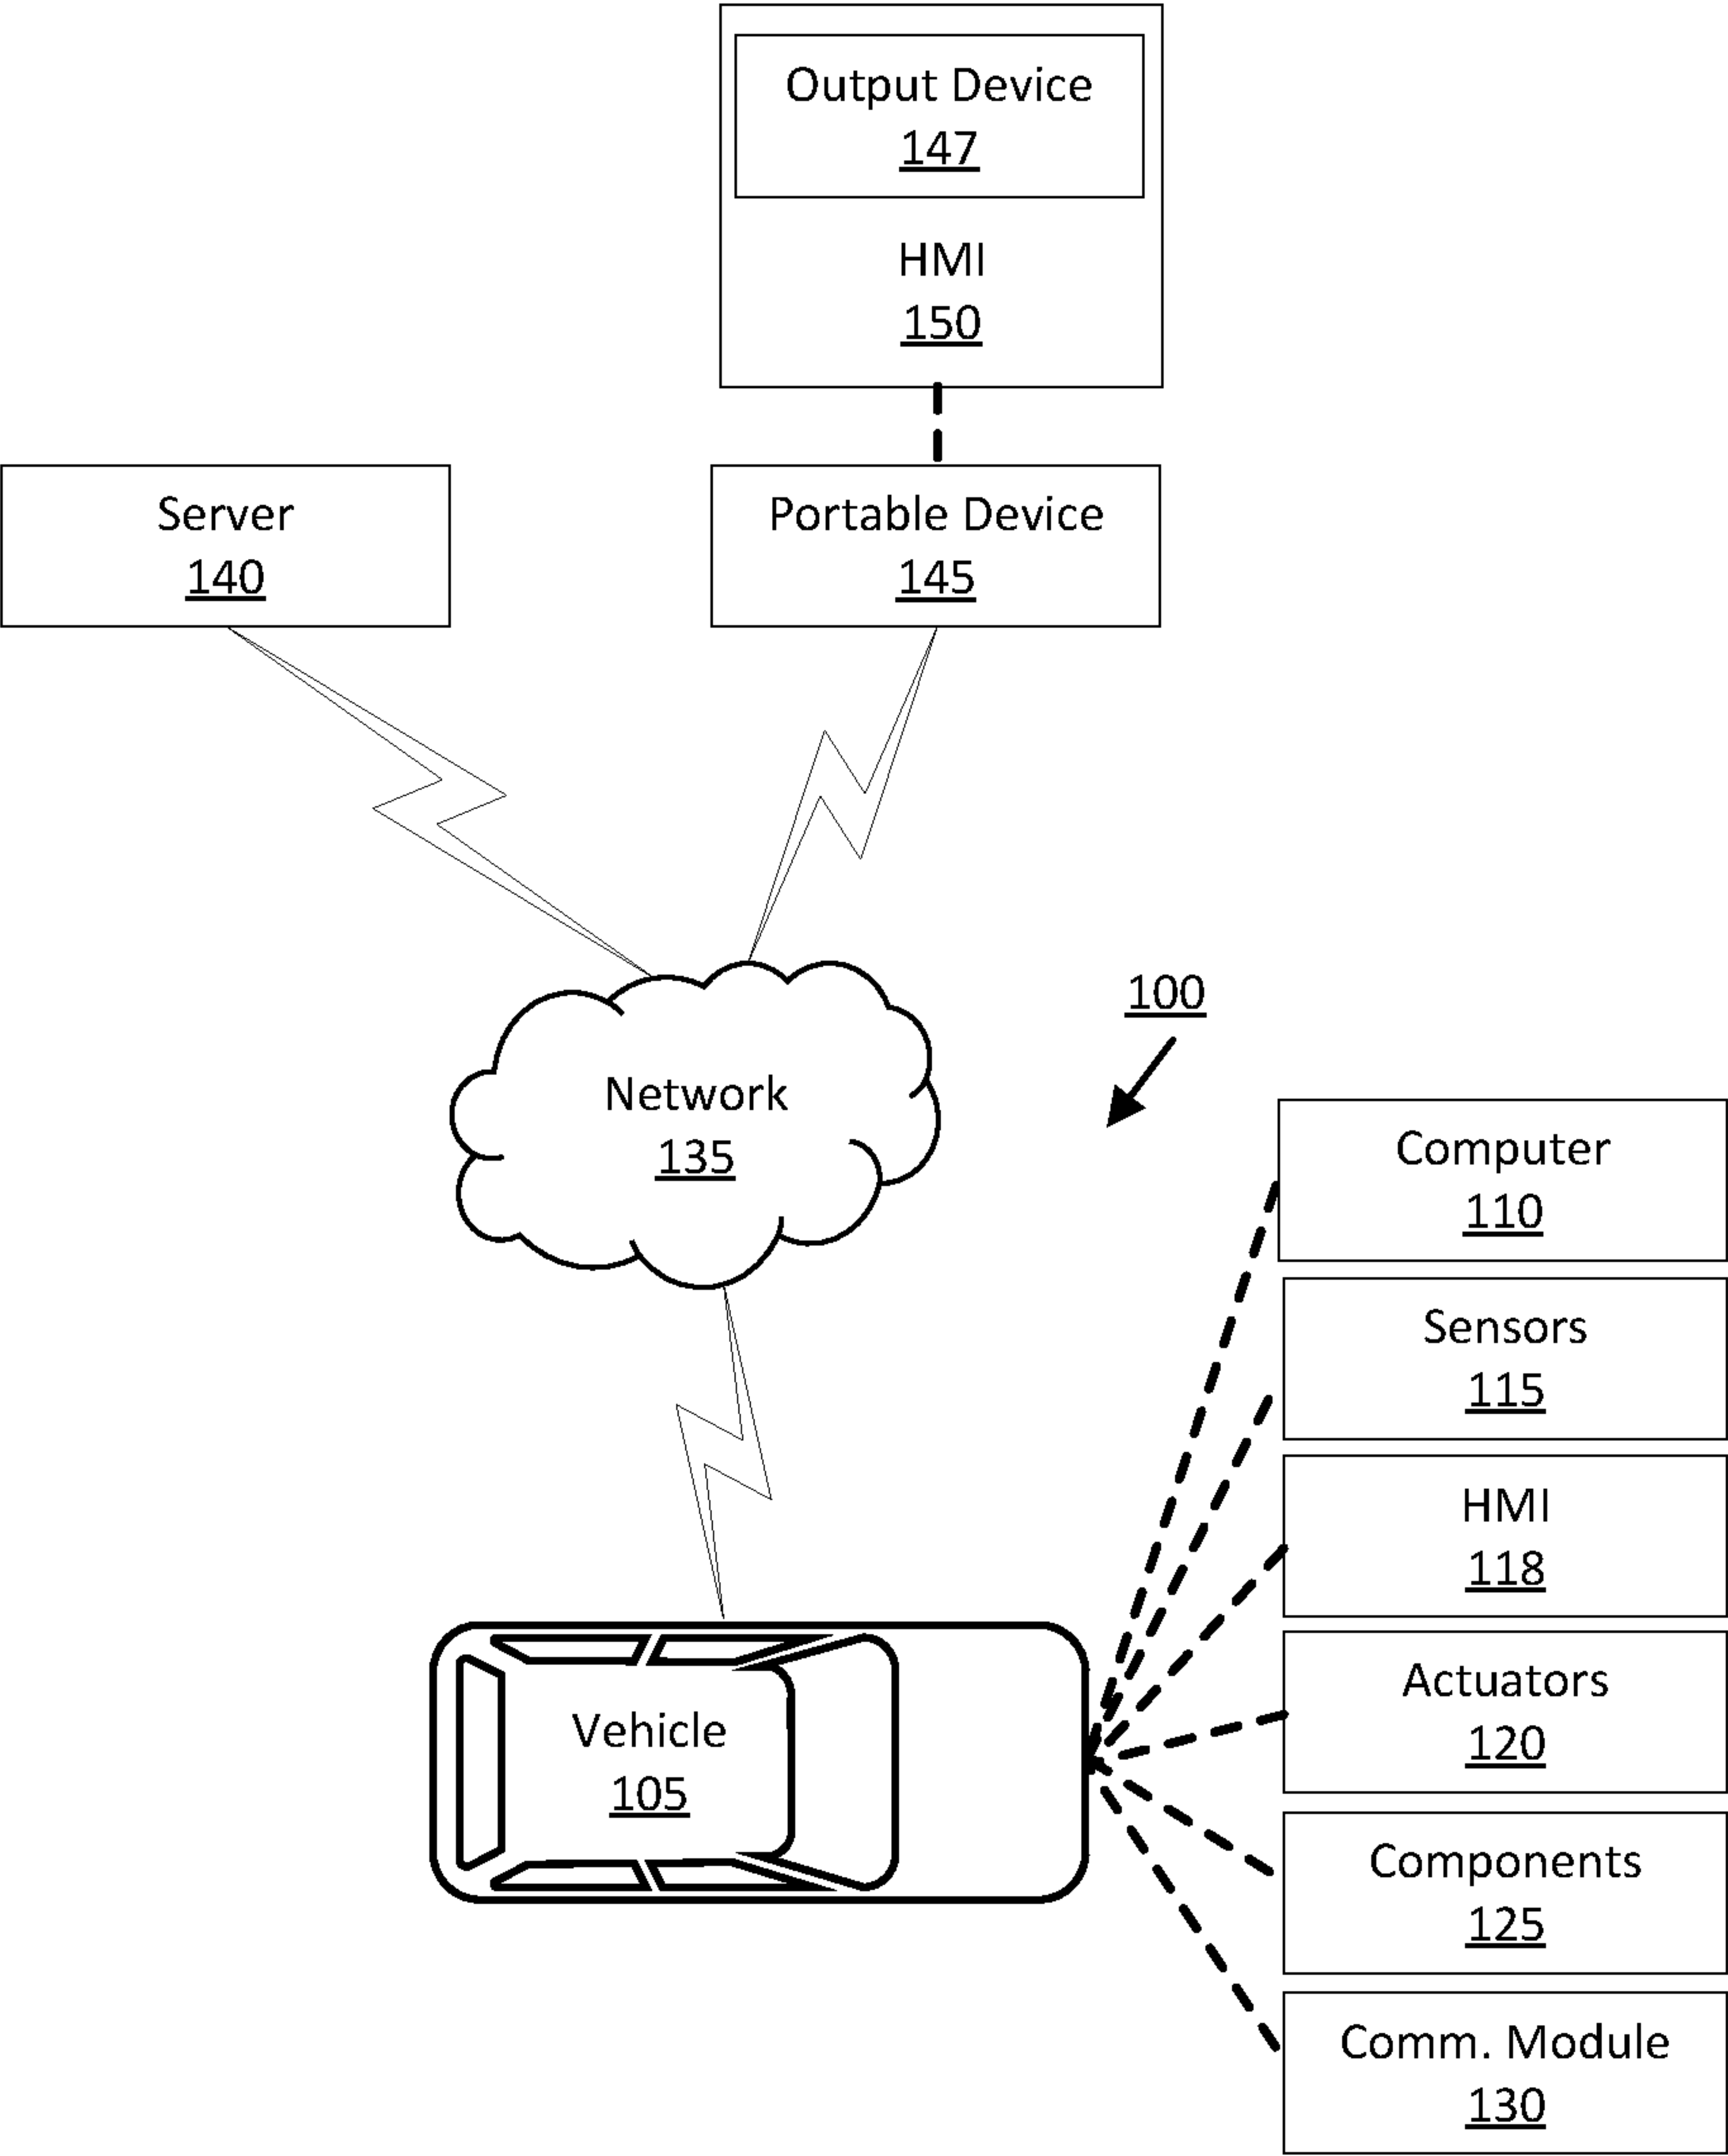 Output Device
147
HMI
150
Server
140
Portable Device
145
Network
135
100
Computer
110
Sensors
115
HMI
118
Actuators
120
Vehicle
105
Components
125
Comm. Module
130